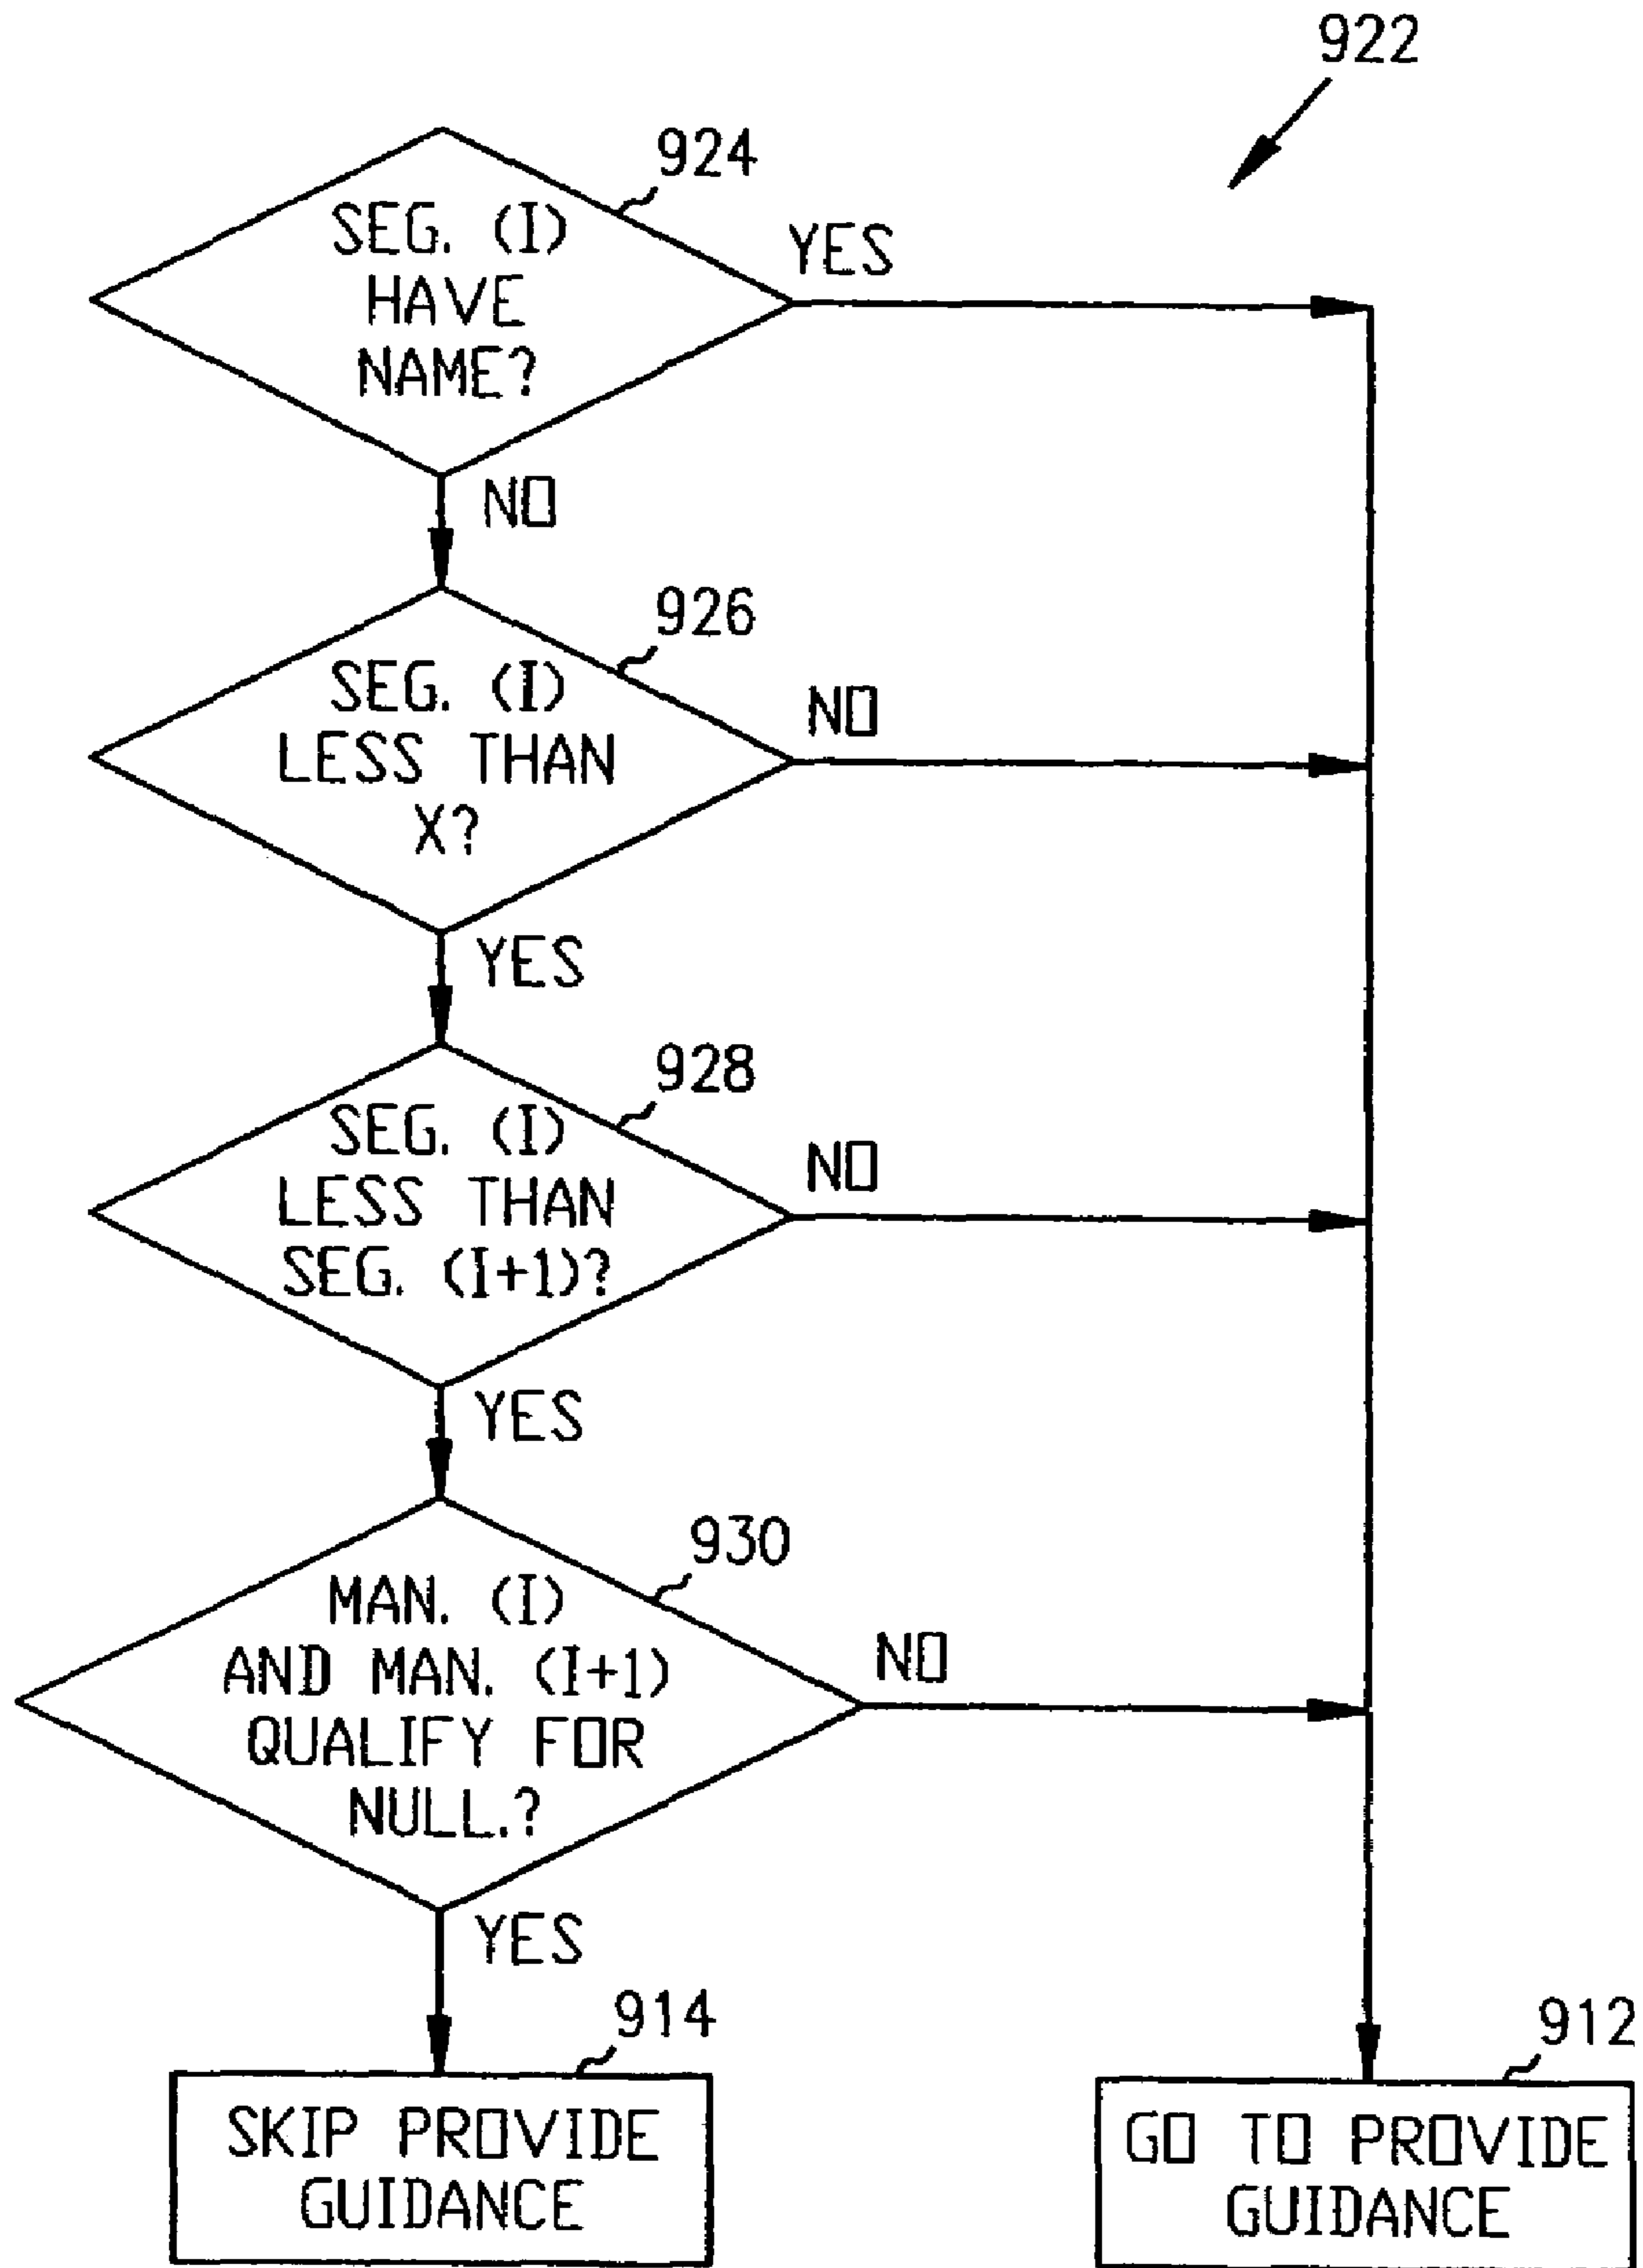 922
924
SEG. (I)
HAVE
NAME?
YES
NO
926
SEG. (I)
LESS THAN
X?
NO
YES
928
SEG. (I)
LESS THAN
SEG. (I+1)?
NO
YES
930
MAN. (I)
AND MAN. (I+1)
QUALIFY FOR
NULL.?
NO
YES
914
SKIP PROVIDE
GUIDANCE
912
GO TO PROVIDE
GUIDANCE